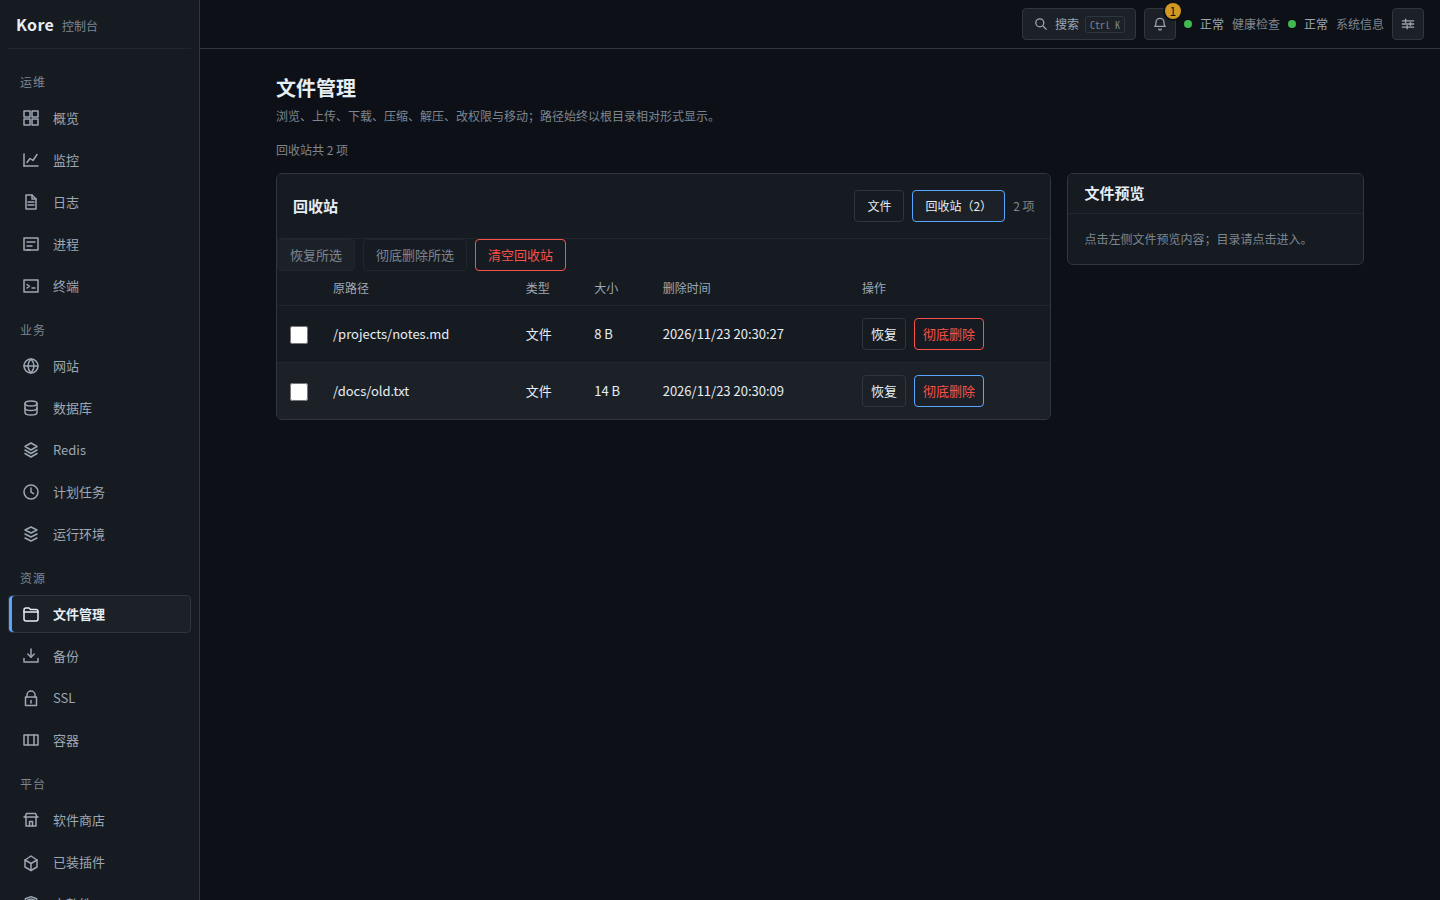 Kore 控制台
搜索 Ctrl K
1
正常 健康检查
正常 系统信息
运维
概览
监控
日志
进程
终端
业务
网站
数据库
Redis
计划任务
运行环境
资源
文件管理
备份
SSL
容器
平台
软件商店
已装插件
文件管理
浏览、上传、下载、压缩、解压、改权限与移动；路径始终以根目录相对形式显示。
回收站共 2 项
回收站 文件 回收站（2） 2 项
恢复所选 彻底删除所选 清空回收站
原路径 类型 大小 删除时间 操作
/projects/notes.md 文件 8 B 2026/11/23 20:30:27 恢复 彻底删除
/docs/old.txt 文件 14 B 2026/11/23 20:30:09 恢复 彻底删除
文件预览
点击左侧文件预览内容；目录请点击进入。